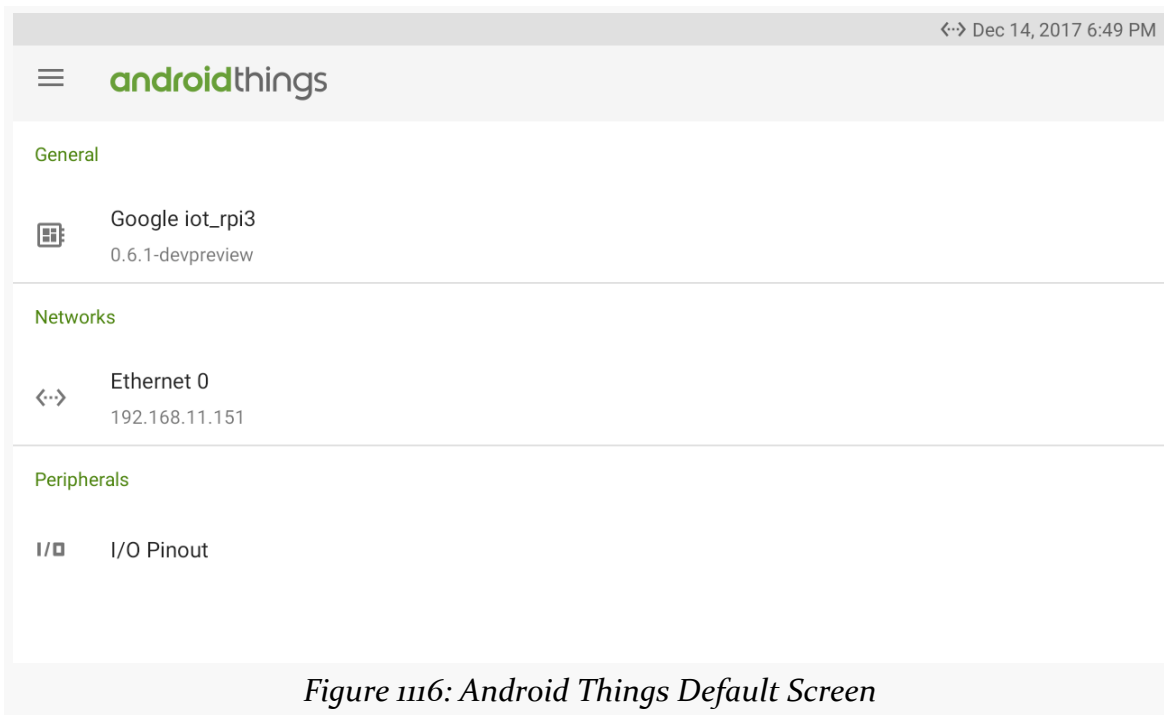 Dec 14, 2017 6:49 PM
androidthings
General
Google iot_rpi3
0.6.1-devpreview
Networks
Ethernet 0
192.168.11.151
Peripherals
I/O I/O Pinout
Figure 1116: Android Things Default Screen